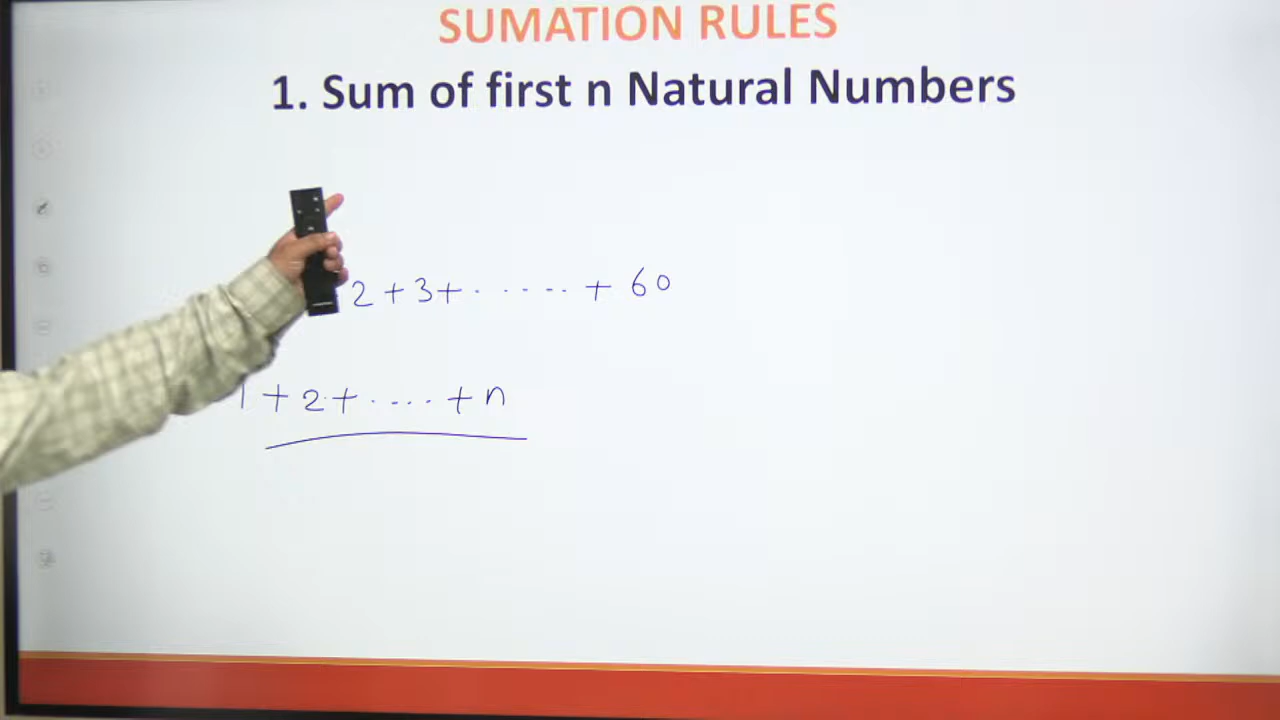 SUMATION RULES
1. Sum of first n Natural Numbers
2 + 3 + ...... + 60
1 + 2 + ..... + n